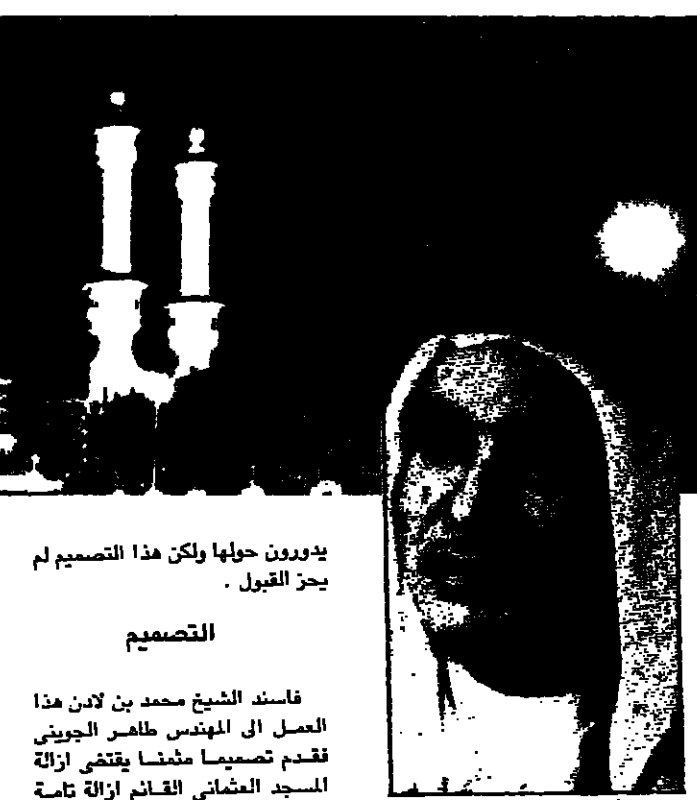 يدورون حولها ولكن هذا التصميم لم
يحز القبول .
التصميم
فاسند الشيخ محمد بن لادن هذا
العمل الى المهندس طاهر الجويني
فقدم تصميما مثمنا يقتضى ازالة
المسجد العثماني القائم ازالة تامة